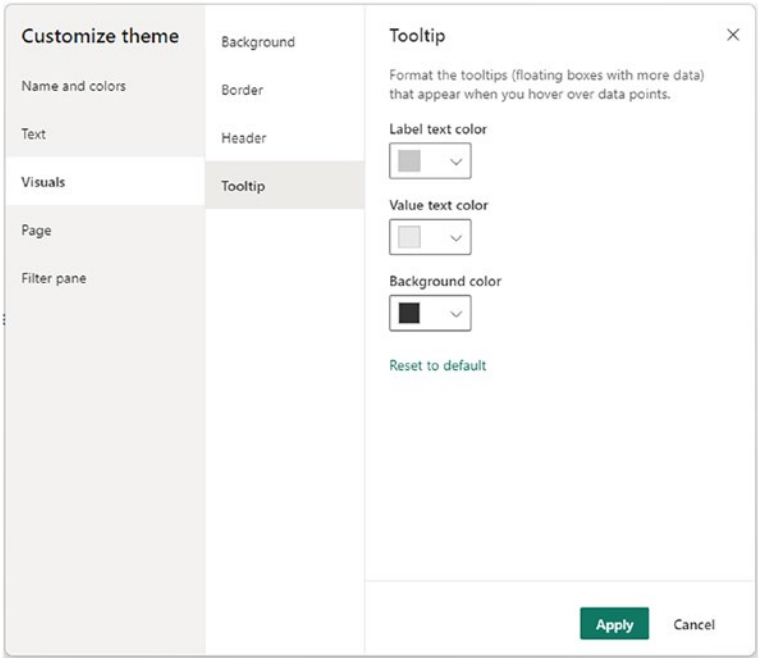 Customize theme
Name and colors
Text
Visuals
Page
Filter pane
Background
Border
Header
Tooltip
Tooltip
Format the tooltips (floating boxes with more data)
that appear when you hover over data points.
Label text color
Value text color
Background color
Reset to default
Apply
Cancel